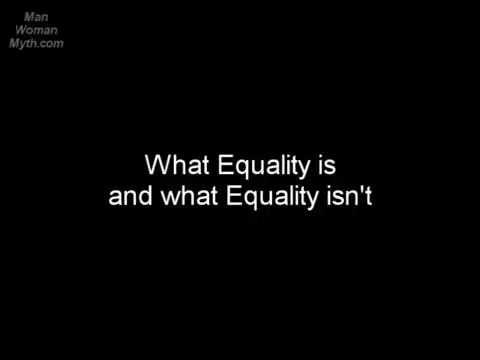 Man
Woman
Myth.com
What Equality is
and what Equality isn't